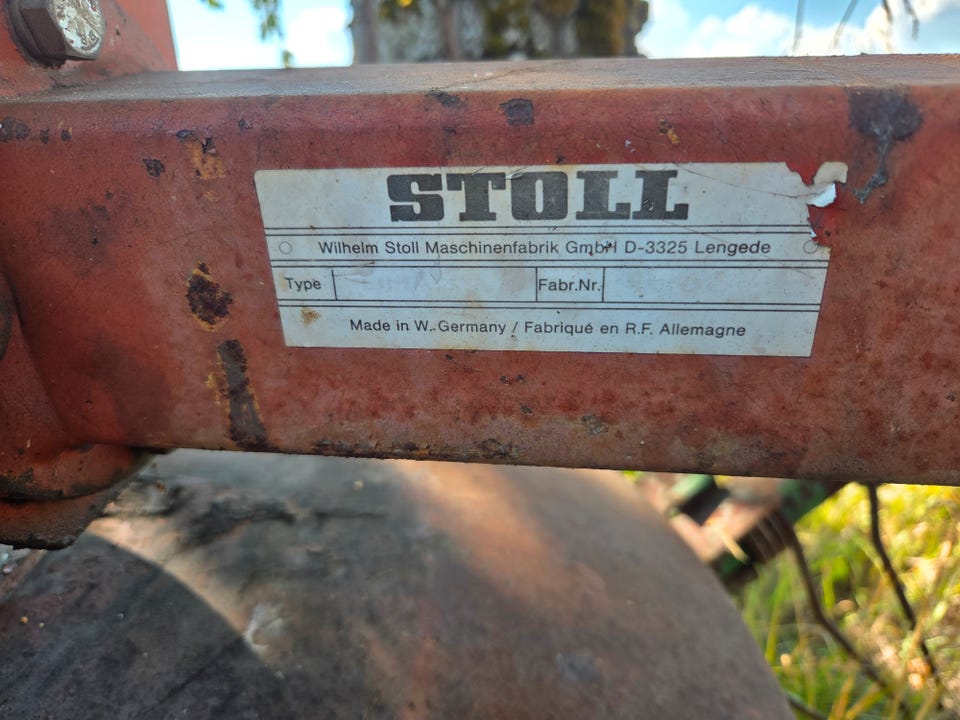 STOLL
Wilhelm Stoll Maschinenfabrik GmbH D-3325 Lengede
Type Fabr.Nr.
Made in W. Germany / Fabriqué en R.F. Allemagne